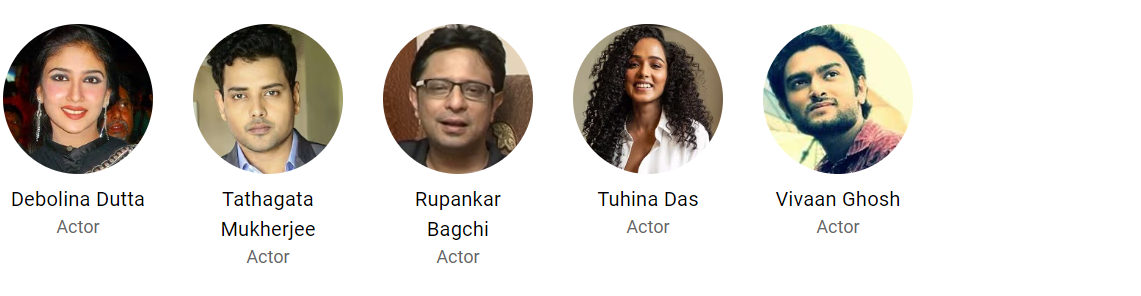 Debolina Dutta
Actor
Tathagata
Mukherjee
Actor
Rupankar
Bagchi
Actor
Tuhina Das
Actor
Vivaan Ghosh
Actor